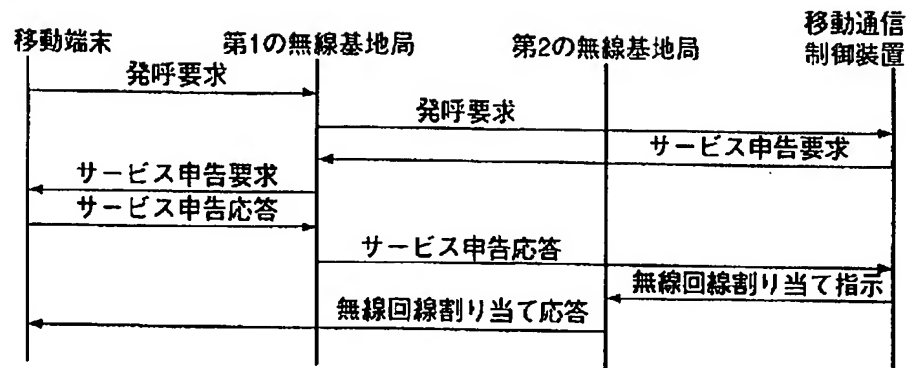 移動端末
第1の無線基地局
第2の無線基地局
移動通信
制御装置
発呼要求
発呼要求
サービス申告要求
サービス申告要求
サービス申告応答
サービス申告応答
無線回線割り当て指示
無線回線割り当て応答